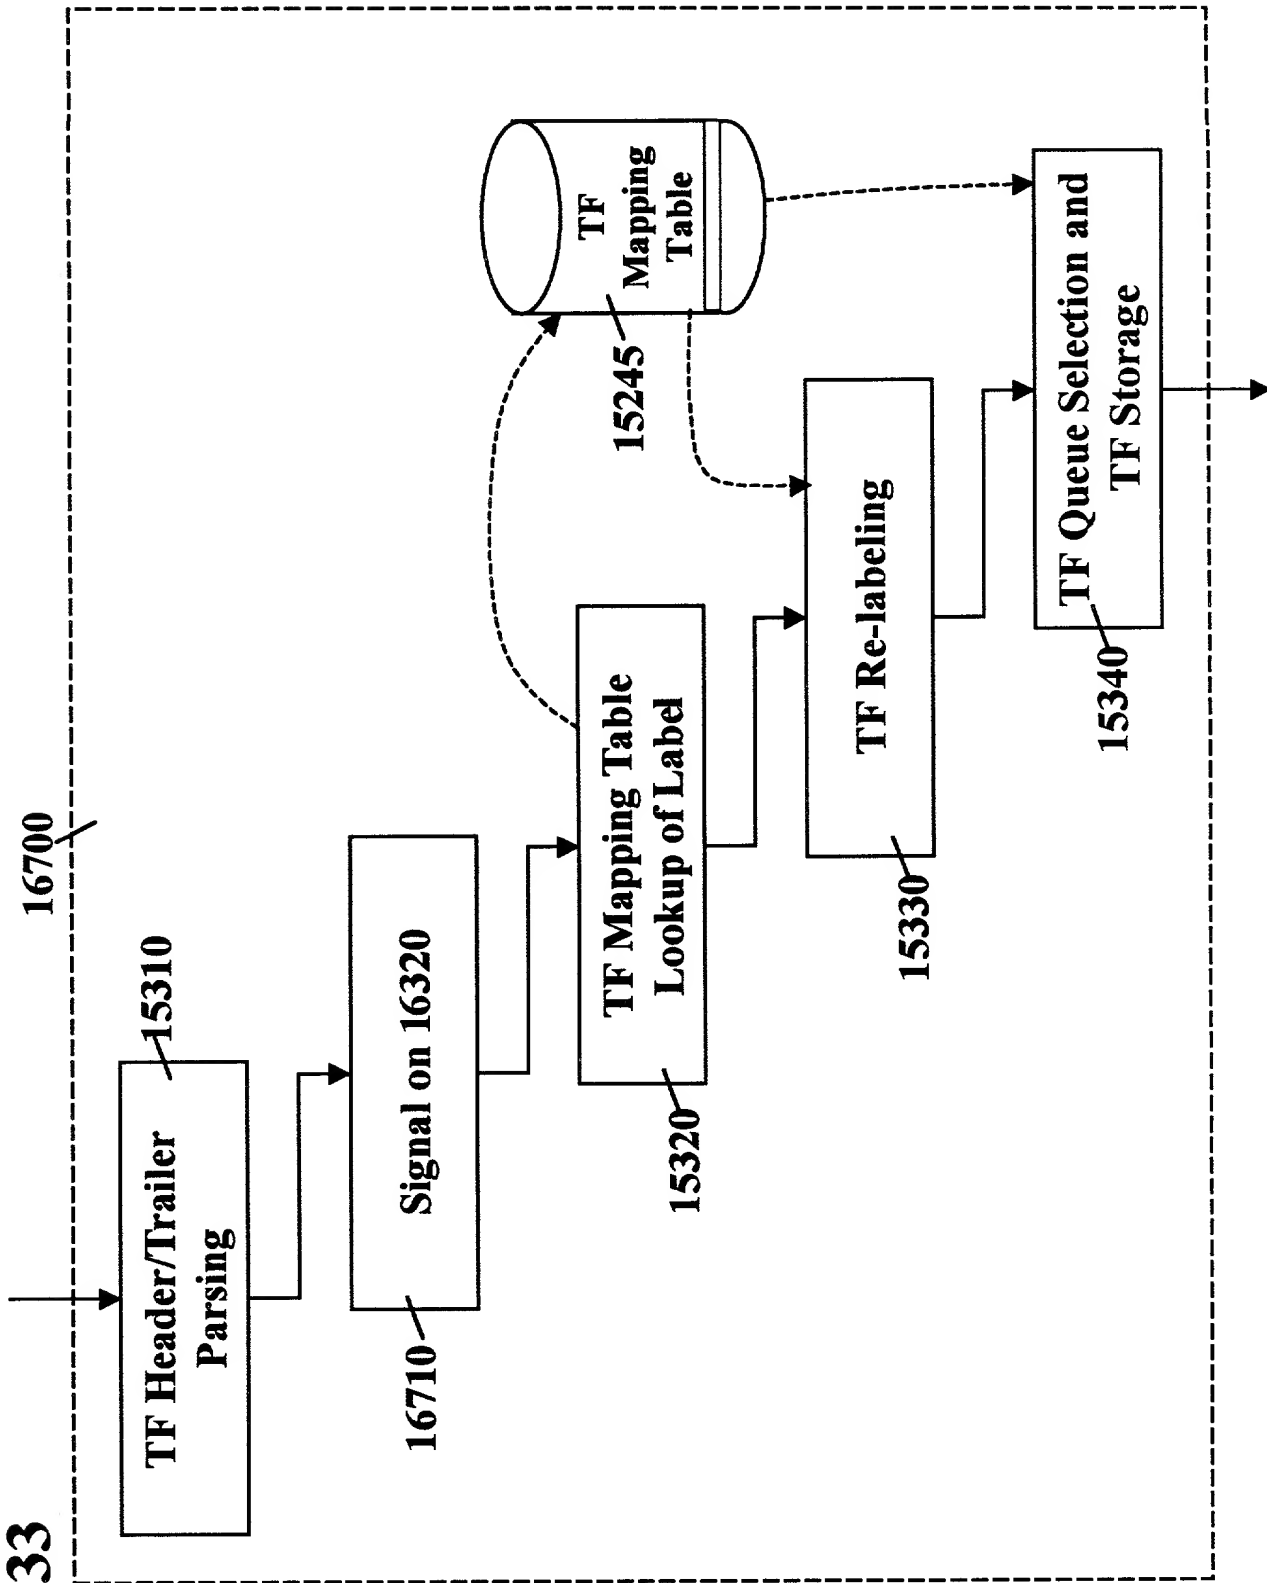 33
16700
TF Header/Trailer
Parsing
15310
Signal on 16320
16710
TF Mapping Table
Lookup of Label
15320
TF
Mapping
Table
15245
TF Re-labeling
15330
TF Queue Selection and
TF Storage
15340